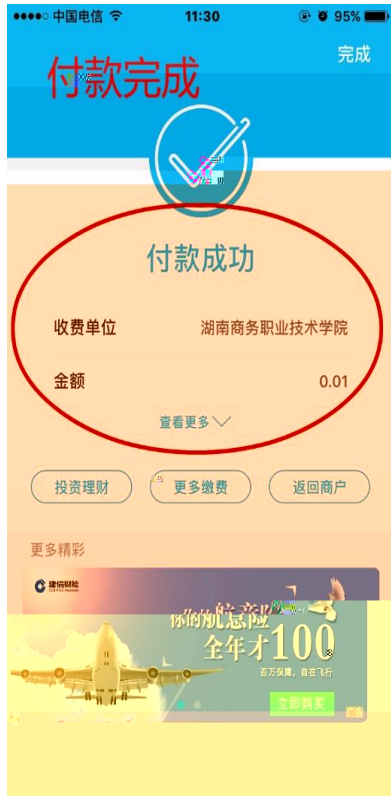 中国电信 11:30 95%
完成
付款完成
付款成功
收费单位 湖南商务职业技术学院
金额 0.01
查看更多
投资理财 更多缴费 返回商户
更多精彩
建信财险
你的航意险
全年才100
百万保障，自在飞行
立即购买